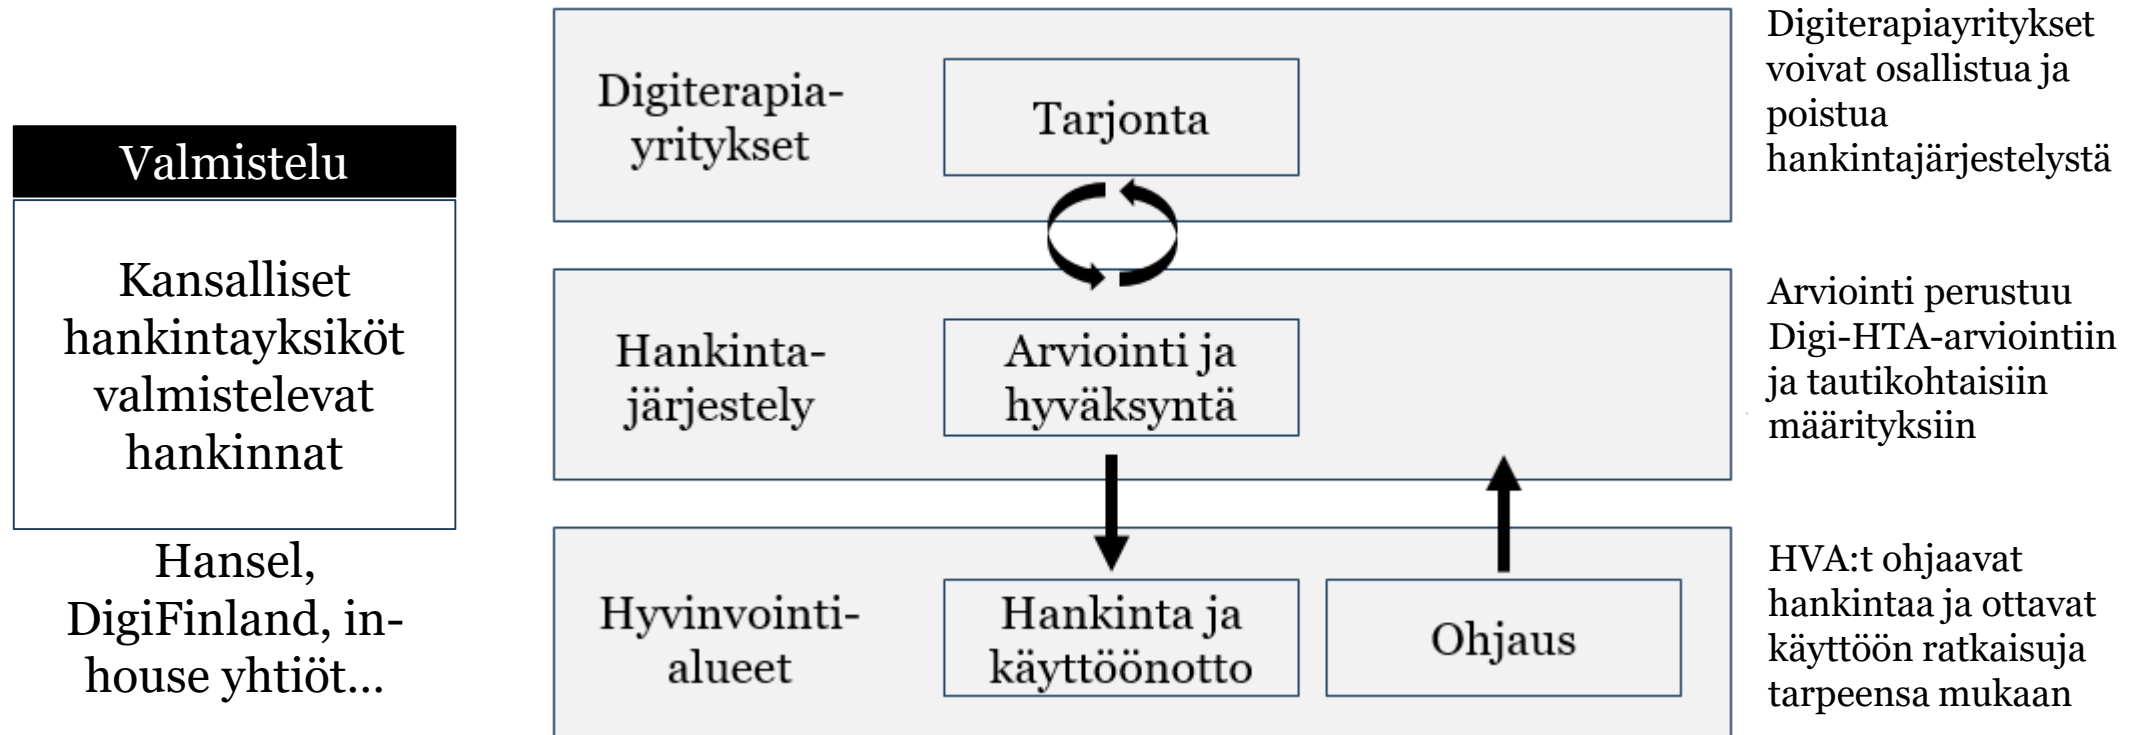 Valmistelu
Kansalliset
hankintayksiköt
valmistelevat
hankinnat
Hansel,
DigiFinland, in-
house yhtiöt...
Digiterapia-
yritykset
Tarjonta
Digiterapiayritykset
voivat osallistua ja
poistua
hankintajärjestelystä
Hankinta-
järjestely
Arviointi ja
hyväksyntä
Arviointi perustuu
Digi-HTA-arviointiin
ja tautikohtaisiin
määrityksiin
Hyvinvointi-
alueet
Hankinta ja
käyttöönotto
Ohjaus
HVA:t ohjaavat
hankintaa ja ottavat
käyttöön ratkaisuja
tarpeensa mukaan